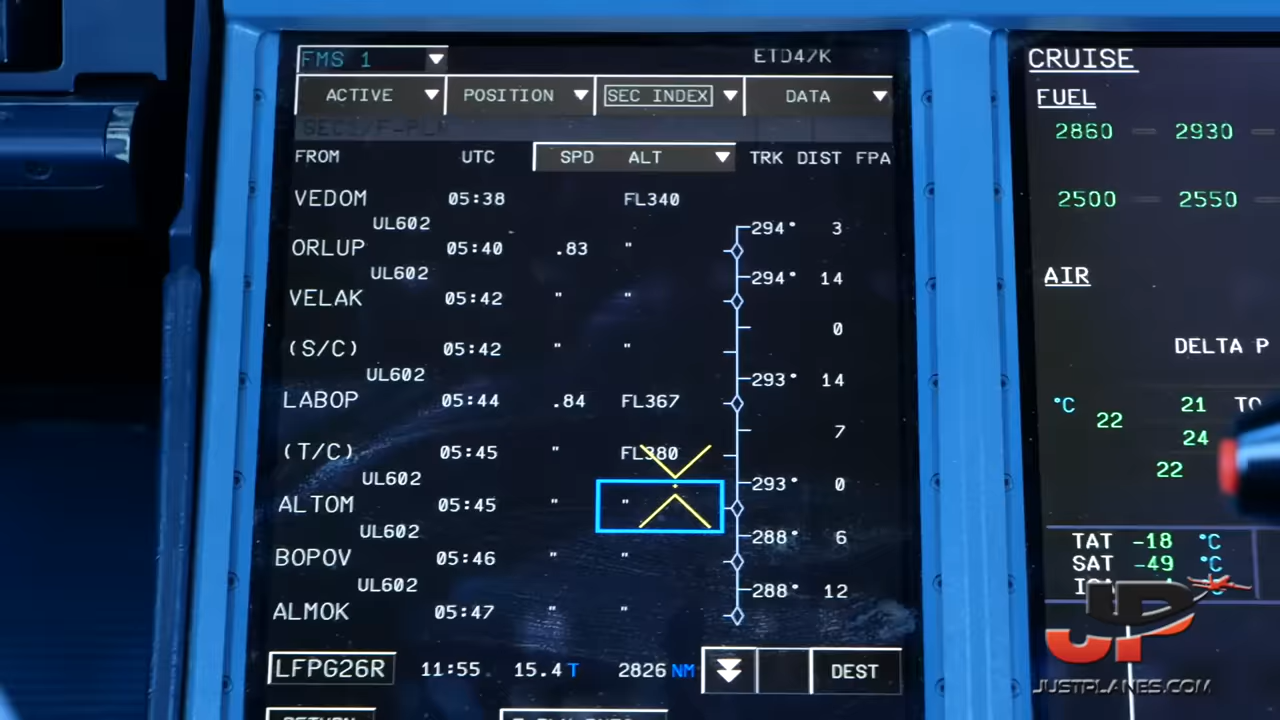 FMS 1 ETD47K
ACTIVE POSITION SEC INDEX DATA
SEC1/F-PLN
FROM UTC SPD ALT TRK DIST FPA
VEDOM 05:38 FL340
UL602 294° 3
ORLUP 05:40 .83 "
UL602 294° 14
VELAK 05:42 " "
0
(S/C) 05:42 " "
UL602 293° 14
LABOP 05:44 .84 FL367
7
(T/C) 05:45 " FL380
UL602 293° 0
ALTOM 05:45 " "
UL602 288° 6
BOPOV 05:46 " "
UL602 288° 12
ALMOK 05:47 " "
LFPG26R 11:55 15.4 T 2826 NM DEST
RETURN
CRUISE
FUEL
2860 2930
2500 2550
AIR
DELTA P
°C 22 21 TO
24
22
TAT -18 °C
SAT -49 °C
JP
JUSTPLANES.COM